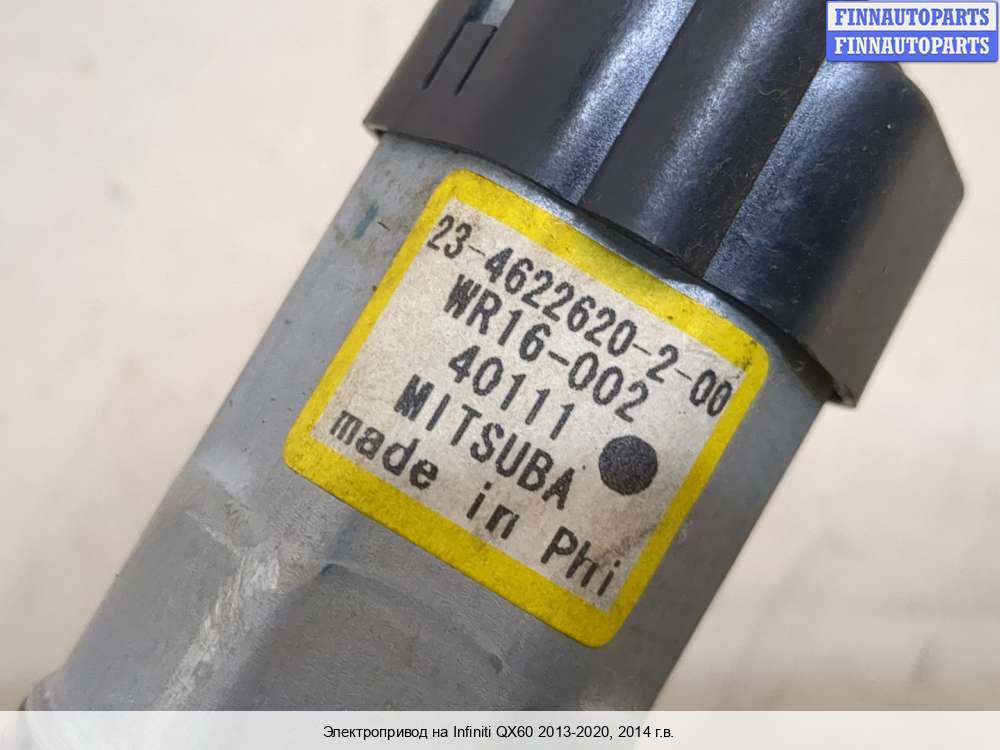 FINNAUTOPARTS
FINNAUTOPARTS
23-4622620-2-00
WR16-002
40111
MITSUBA
made in Phi
Электропривод на Infiniti QX60 2013-2020, 2014 г.в.